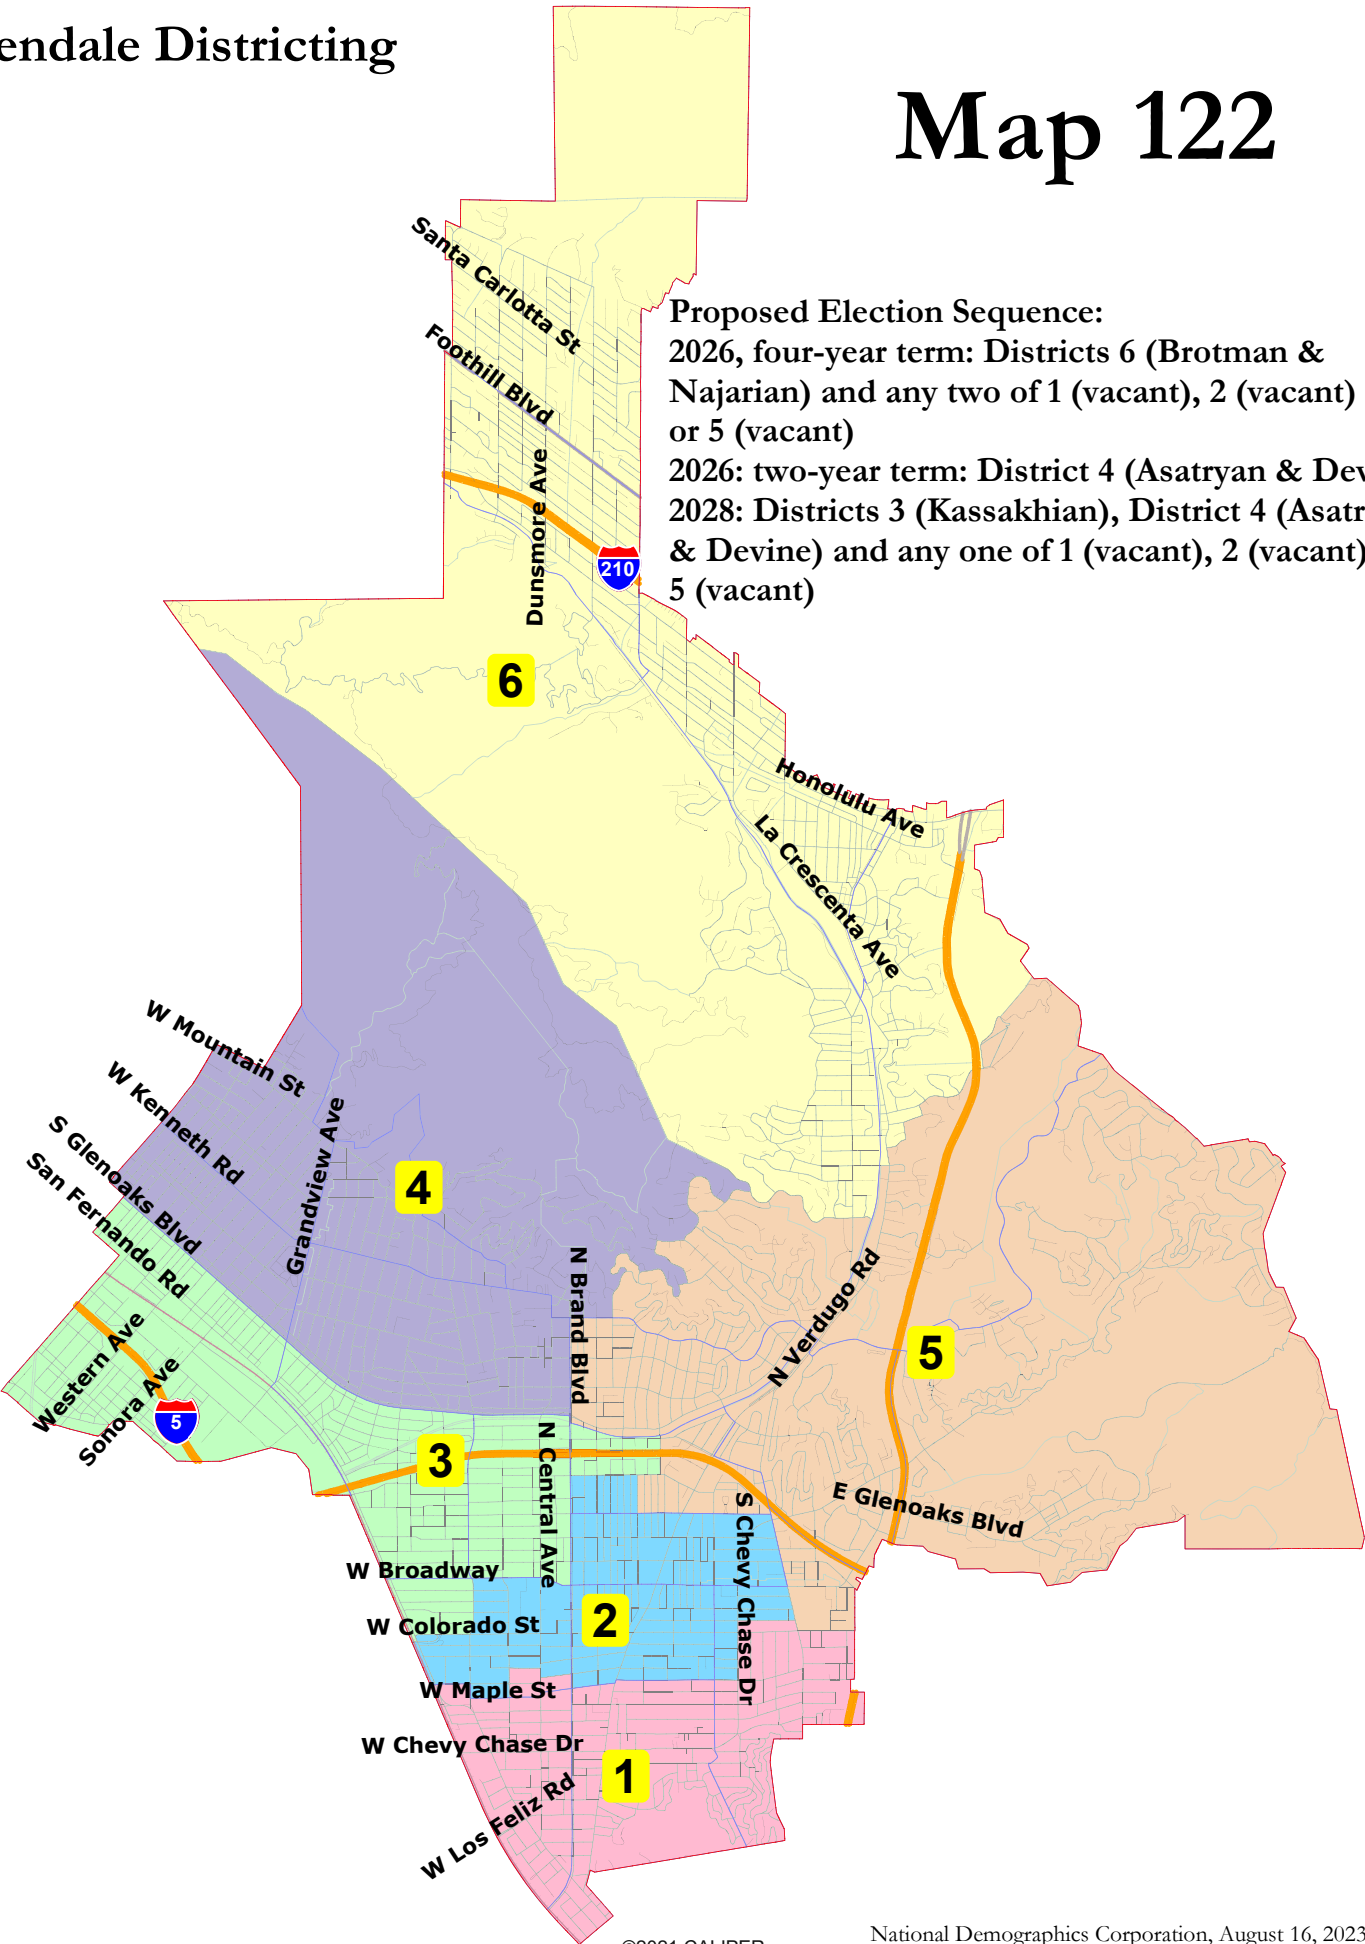 endale Districting
Map 122
Proposed Election Sequence:
2026, four-year term: Districts 6 (Brotman &
Najarian) and any two of 1 (vacant), 2 (vacant)
or 5 (vacant)
2026: two-year term: District 4 (Asatryan & Dev
2028: Districts 3 (Kassakhian), District 4 (Asatr
& Devine) and any one of 1 (vacant), 2 (vacant)
5 (vacant)
Santa Carlotta St
Foothill Blvd
Dunsmore Ave
210
6
Honolulu Ave
La Crescenta Ave
W Mountain St
W Kenneth Rd
S Glenoaks Blvd
San Fernando Rd
Grandview Ave
4
N Brand Blvd
N Verdugo Rd
5
Western Ave
Sonora Ave
5
3
N Central Ave
S Chevy Chase Dr
E Glenoaks Blvd
W Broadway
W Colorado St
2
W Maple St
W Chevy Chase Dr
1
W Los Feliz Rd
©2021 CALIPER
National Demographics Corporation, August 16, 2023